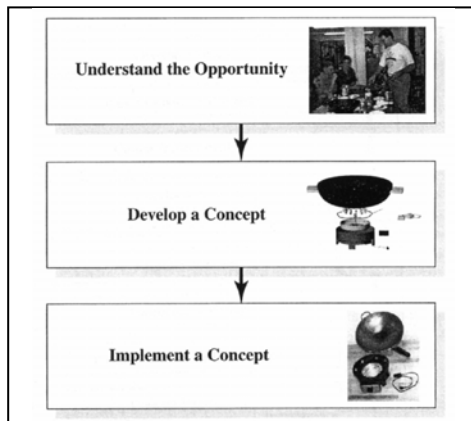 Understand the Opportunity
Develop a Concept
Implement a Concept